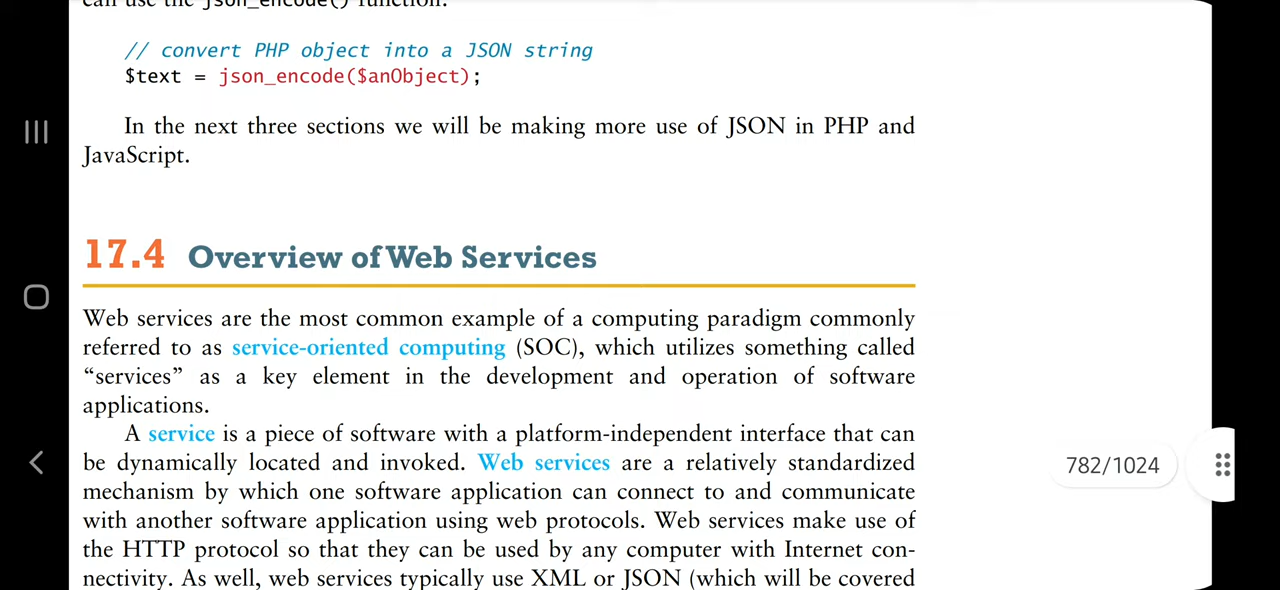 can use the json_encode() function:
// convert PHP object into a JSON string
$text = json_encode($anObject);
In the next three sections we will be making more use of JSON in PHP and
JavaScript.
17.4 Overview of Web Services
Web services are the most common example of a computing paradigm commonly
referred to as service-oriented computing (SOC), which utilizes something called
“services” as a key element in the development and operation of software
applications.
A service is a piece of software with a platform-independent interface that can
be dynamically located and invoked. Web services are a relatively standardized
mechanism by which one software application can connect to and communicate
with another software application using web protocols. Web services make use of
the HTTP protocol so that they can be used by any computer with Internet con-
nectivity. As well, web services typically use XML or JSON (which will be covered
782/1024